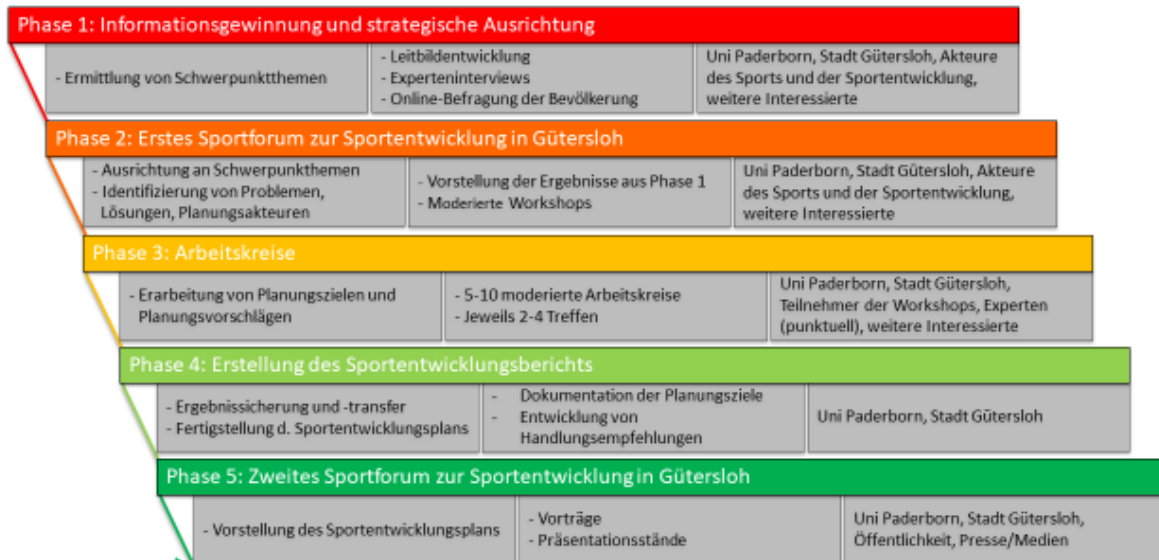 Phase 1: Informationsgewinnung und strategische Ausrichtung
- Ermittlung von Schwerpunktthemen
- Leitbildentwicklung
- Experteninterviews
- Online-Befragung der Bevölkerung
Uni Paderborn, Stadt Gütersloh, Akteure
des Sports und der Sportentwicklung,
weitere Interessierte
Phase 2: Erstes Sportforum zur Sportentwicklung in Gütersloh
- Ausrichtung an Schwerpunkthemen
- Identifizierung von Problemen,
Lösungen, Planungsakteuren
- Vorstellung der Ergebnisse aus Phase 1
- Moderierte Workshops
Uni Paderborn, Stadt Gütersloh, Akteure
des Sports und der Sportentwicklung,
weitere Interessierte
Phase 3: Arbeitskreise
- Erarbeitung von Planungszielen und
Planungsvorschlägen
- 5-10 moderierte Arbeitskreise
- Jeweils 2-4 Treffen
Uni Paderborn, Stadt Gütersloh,
Teilnehmer der Workshops, Experten
(punktuell), weitere Interessierte
Phase 4: Erstellung des Sportentwicklungsberichts
- Ergebnissicherung und -transfer
- Fertigstellung d. Sportentwicklungsplans
- Dokumentation der Planungsziele
- Entwicklung von
Handlungsempfehlungen
Uni Paderborn, Stadt Gütersloh
Phase 5: Zweites Sportforum zur Sportentwicklung in Gütersloh
- Vorstellung des Sportentwicklungsplans
- Vorträge
- Präsentationsstände
Uni Paderborn, Stadt Gütersloh,
Öffentlichkeit, Presse/Medien